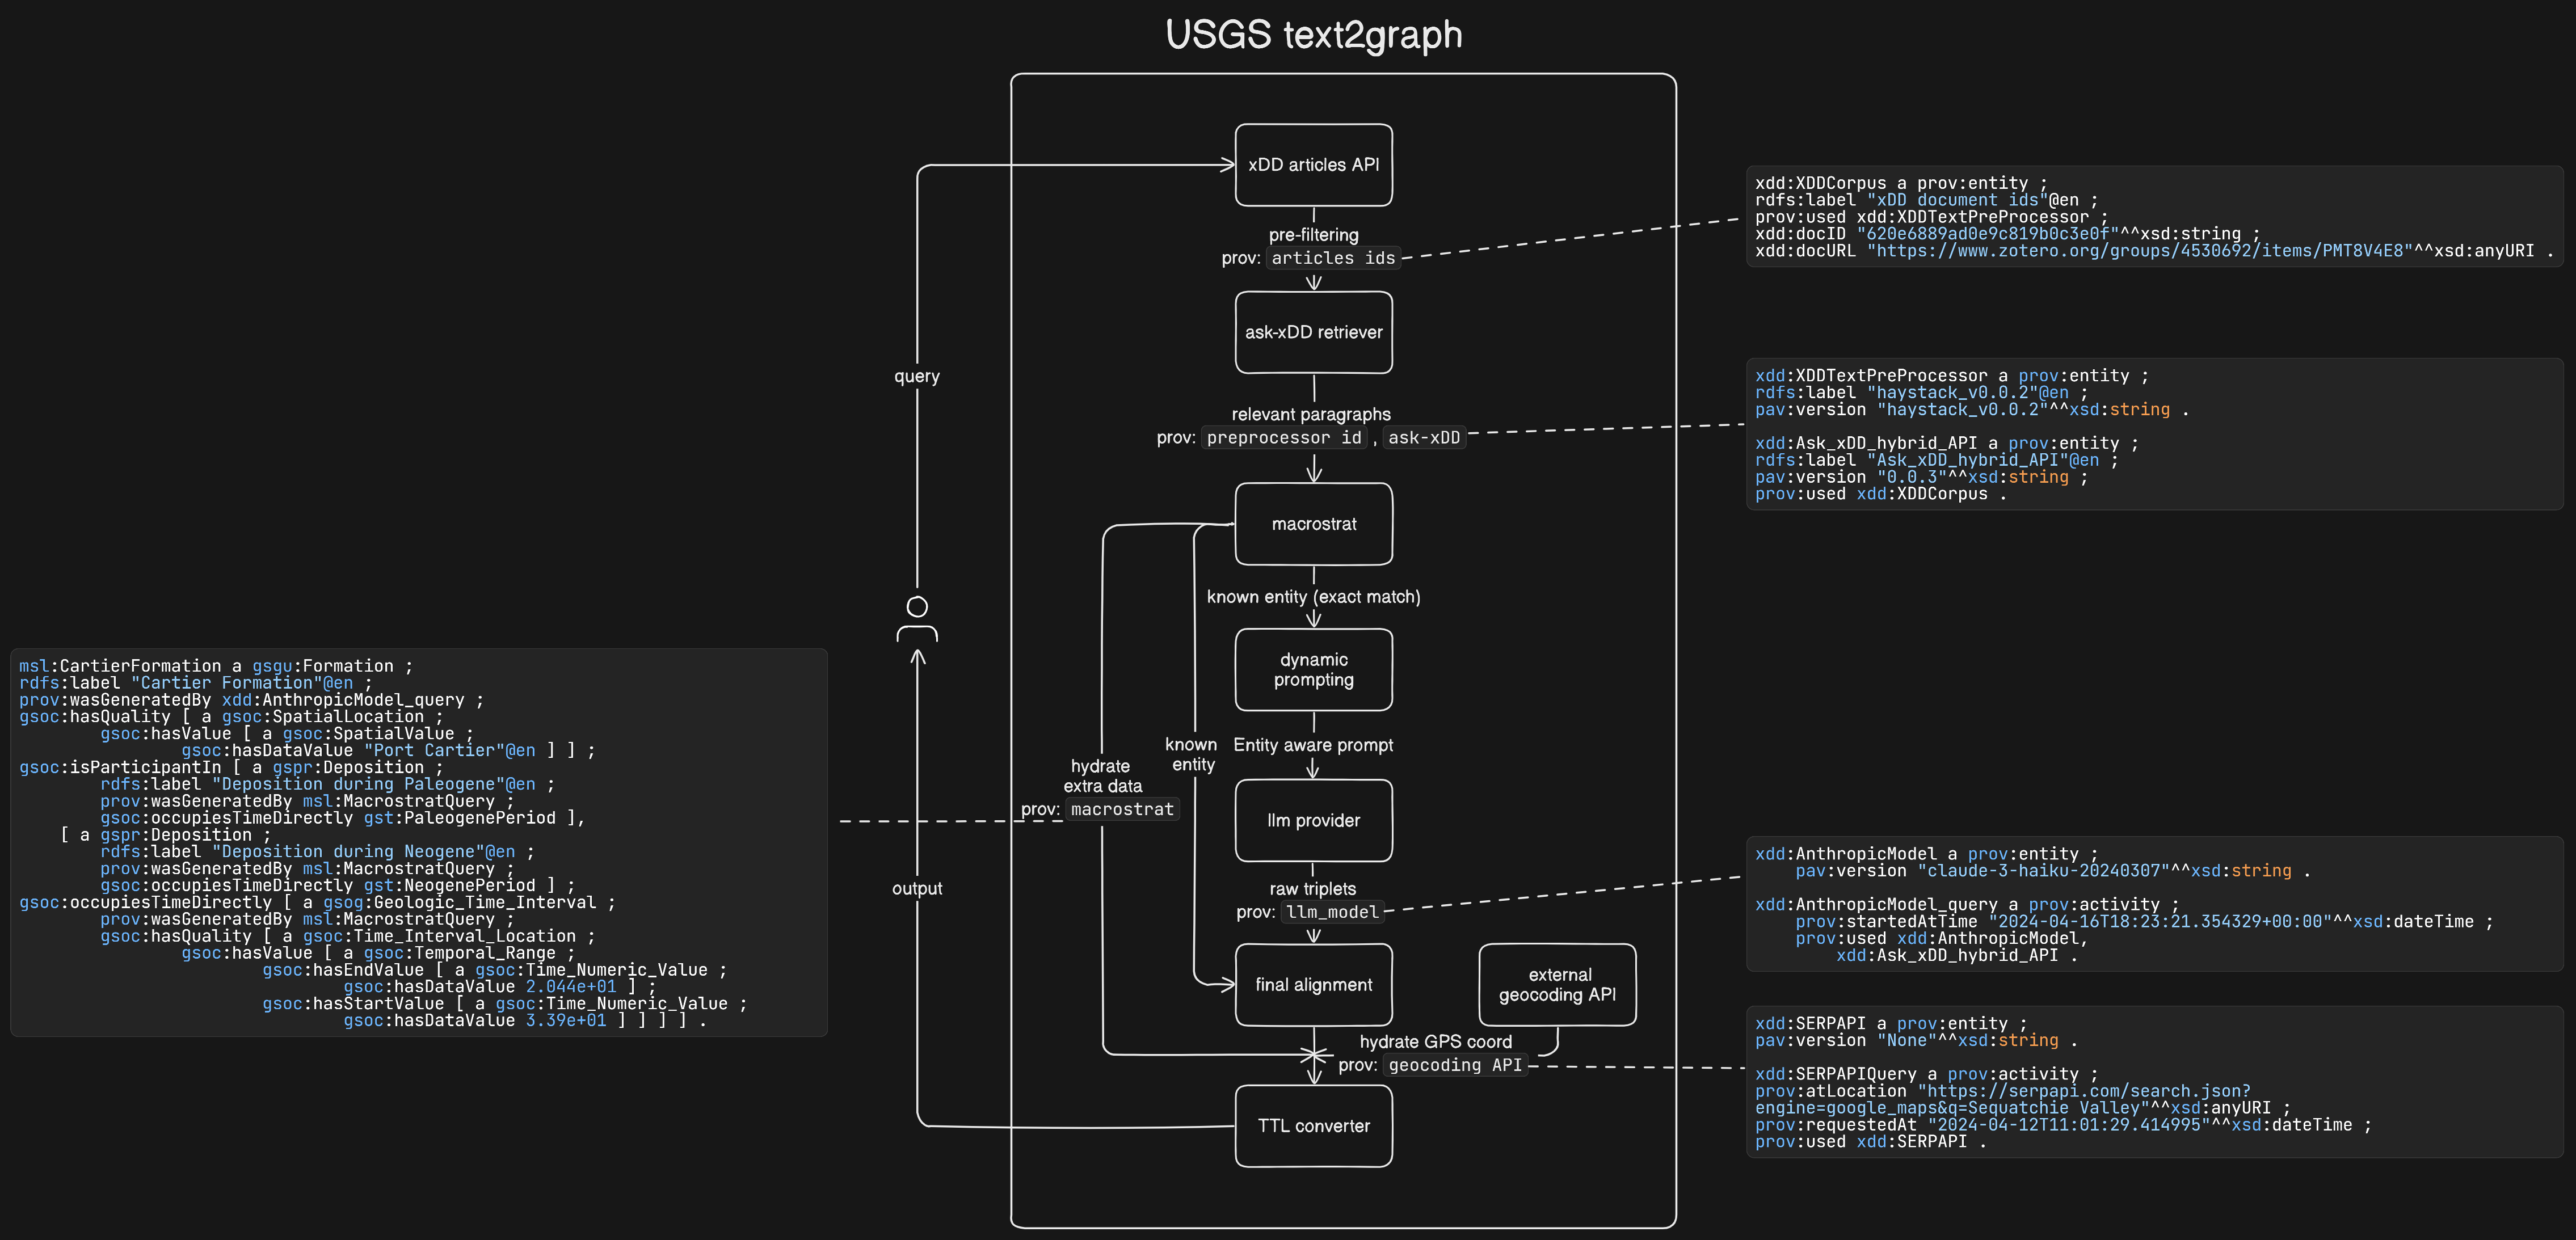 USGS text2graph
xDD articles API
pre-filtering
prov: articles ids
ask-xDD retriever
relevant paragraphs
prov: preprocessor id , ask-xDD
macrostrat
known entity (exact match)
dynamic
prompting
Entity aware prompt
llm provider
raw triplets
prov: llm_model
final alignment
external
geocoding API
hydrate GPS coord
prov: geocoding API
TTL converter
query
output
known
entity
hydrate
extra data
prov: macrostrat
msl:CartierFormation a gsgu:Formation ;
rdfs:label "Cartier Formation"@en ;
prov:wasGeneratedBy xdd:AnthropicModel_query ;
gsoc:hasQuality [ a gsoc:SpatialLocation ;
gsoc:hasValue [ a gsoc:SpatialValue ;
gsoc:hasDataValue "Port Cartier"@en ] ] ;
gsoc:isParticipantIn [ a gspr:Deposition ;
rdfs:label "Deposition during Paleogene"@en ;
prov:wasGeneratedBy msl:MacrostratQuery ;
gsoc:occupiesTimeDirectly gst:PaleogenePeriod ],
[ a gspr:Deposition ;
rdfs:label "Deposition during Neogene"@en ;
prov:wasGeneratedBy msl:MacrostratQuery ;
gsoc:occupiesTimeDirectly gst:NeogenePeriod ] ;
gsoc:occupiesTimeDirectly [ a gsog:Geologic_Time_Interval ;
prov:wasGeneratedBy msl:MacrostratQuery ;
gsoc:hasQuality [ a gsoc:Time_Interval_Location ;
gsoc:hasValue [ a gsoc:Temporal_Range ;
gsoc:hasEndValue [ a gsoc:Time_Numeric_Value ;
gsoc:hasDataValue 2.044e+01 ] ;
gsoc:hasStartValue [ a gsoc:Time_Numeric_Value ;
gsoc:hasDataValue 3.39e+01 ] ] ] ] .
xdd:XDDCorpus a prov:entity ;
rdfs:label "xDD document ids"@en ;
prov:used xdd:XDDTextPreProcessor ;
xdd:docID "620e6889ad0e9c819b0c3e0f"^^xsd:string ;
xdd:docURL "https://www.zotero.org/groups/4530692/items/PMT8V4E8"^^xsd:anyURI .
xdd:XDDTextPreProcessor a prov:entity ;
rdfs:label "haystack_v0.0.2"@en ;
pav:version "haystack_v0.0.2"^^xsd:string .
xdd:Ask_xDD_hybrid_API a prov:entity ;
rdfs:label "Ask_xDD_hybrid_API"@en ;
pav:version "0.0.3"^^xsd:string ;
prov:used xdd:XDDCorpus .
xdd:AnthropicModel a prov:entity ;
pav:version "claude-3-haiku-20240307"^^xsd:string .
xdd:AnthropicModel_query a prov:activity ;
prov:startedAtTime "2024-04-16T18:23:21.354329+00:00"^^xsd:dateTime ;
prov:used xdd:AnthropicModel,
xdd:Ask_xDD_hybrid_API .
xdd:SERPAPI a prov:entity ;
pav:version "None"^^xsd:string .
xdd:SERPAPIQuery a prov:activity ;
prov:atLocation "https://serpapi.com/search.json?
engine=google_maps&q=Sequatchie Valley"^^xsd:anyURI ;
prov:requestedAt "2024-04-12T11:01:29.414995"^^xsd:dateTime ;
prov:used xdd:SERPAPI .